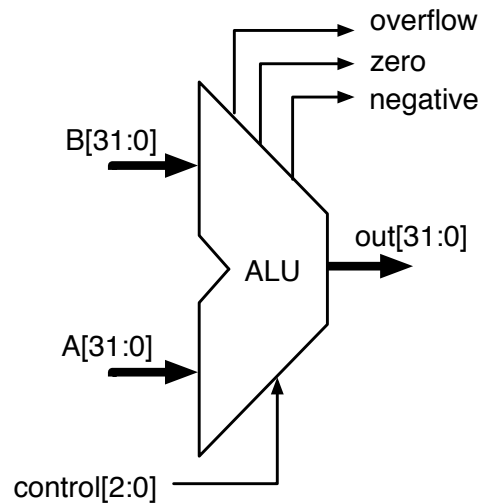 overflow
zero
negative
B[31:0]
out[31:0]
ALU
A[31:0]
control[2:0]